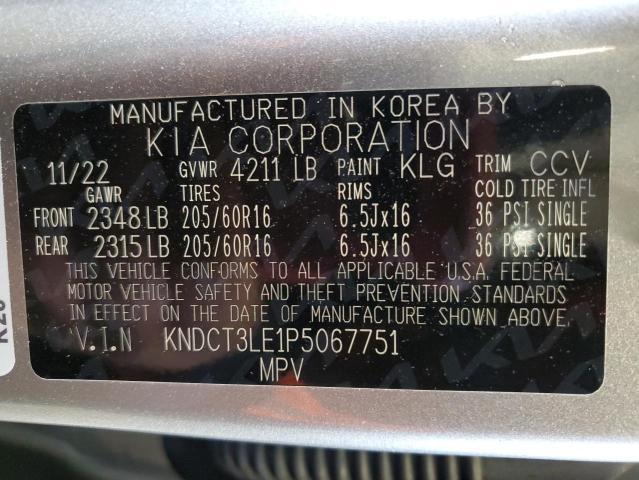 MANUFACTURED IN KOREA BY
KIA CORPORATION
11/22 GVWR 4211 LB PAINT KLG TRIM CCV
GAWR TIRES RIMS COLD TIRE INFL
FRONT 2348 LB 205/60R16 6.5Jx16 36 PSI SINGLE
REAR 2315 LB 205/60R16 6.5Jx16 36 PSI SINGLE
THIS VEHICLE CONFORMS TO ALL APPLICABLE U.S.A. FEDERAL
MOTOR VEHICLE SAFETY AND THEFT PREVENTION STANDARDS
IN EFFECT ON THE DATE OF MANUFACTURE SHOWN ABOVE.
V.I.N KNDCT3LE1P5067751
MPV